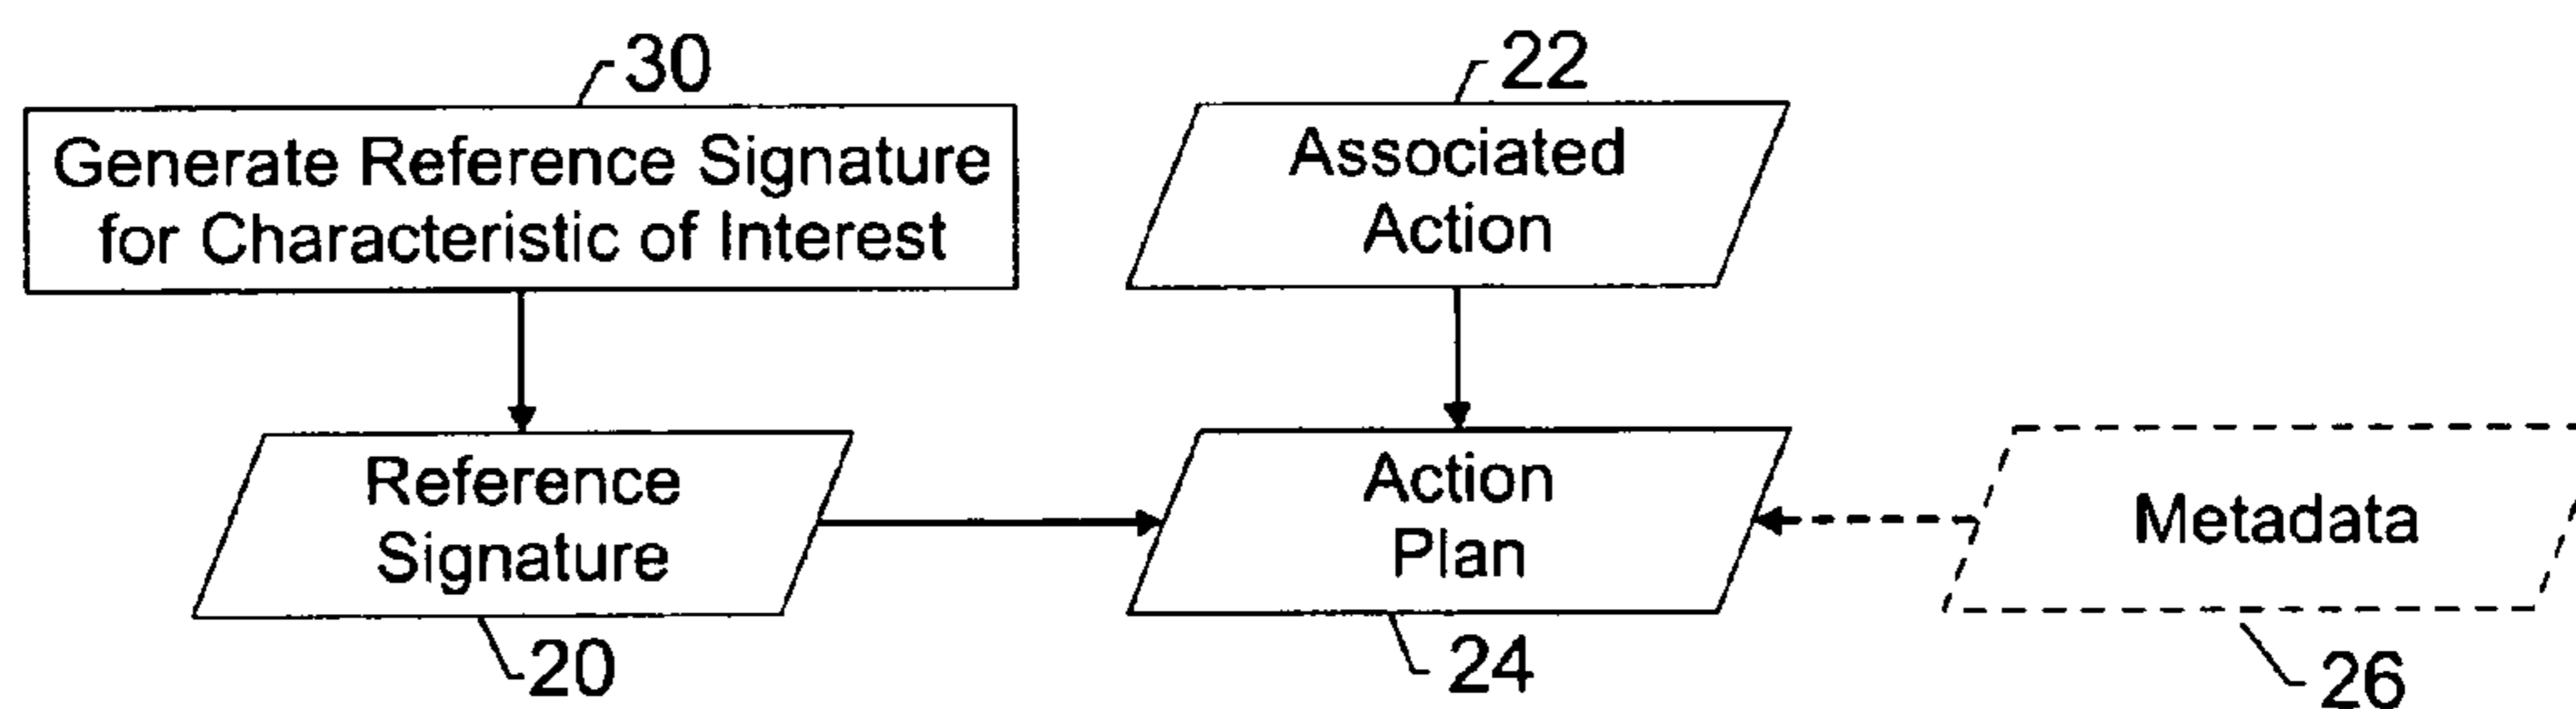 30
Generate Reference Signature
for Characteristic of Interest
22
Associated
Action
Reference
Signature
20
Action
Plan
24
Metadata
26